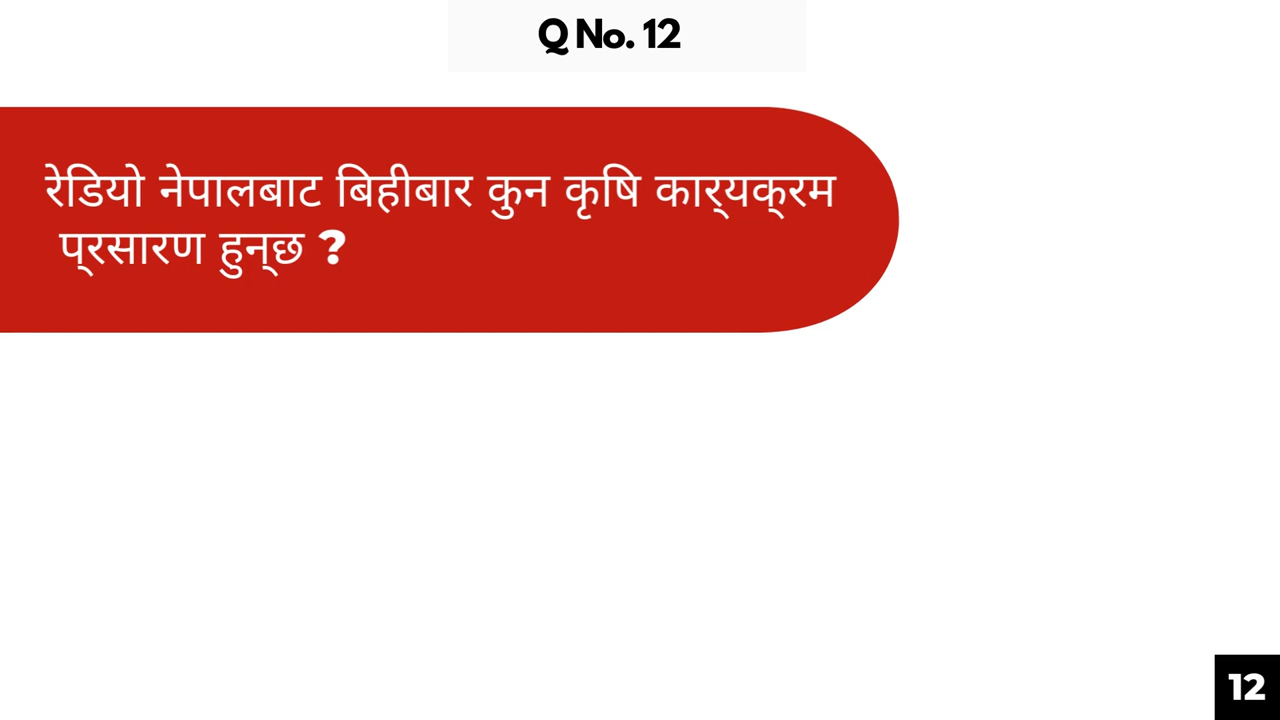 Q No. 12
रेडियो नेपालबाट बिहीबार कुन कृषि कार्यक्रम
प्रसारण हुन्छ ?
12